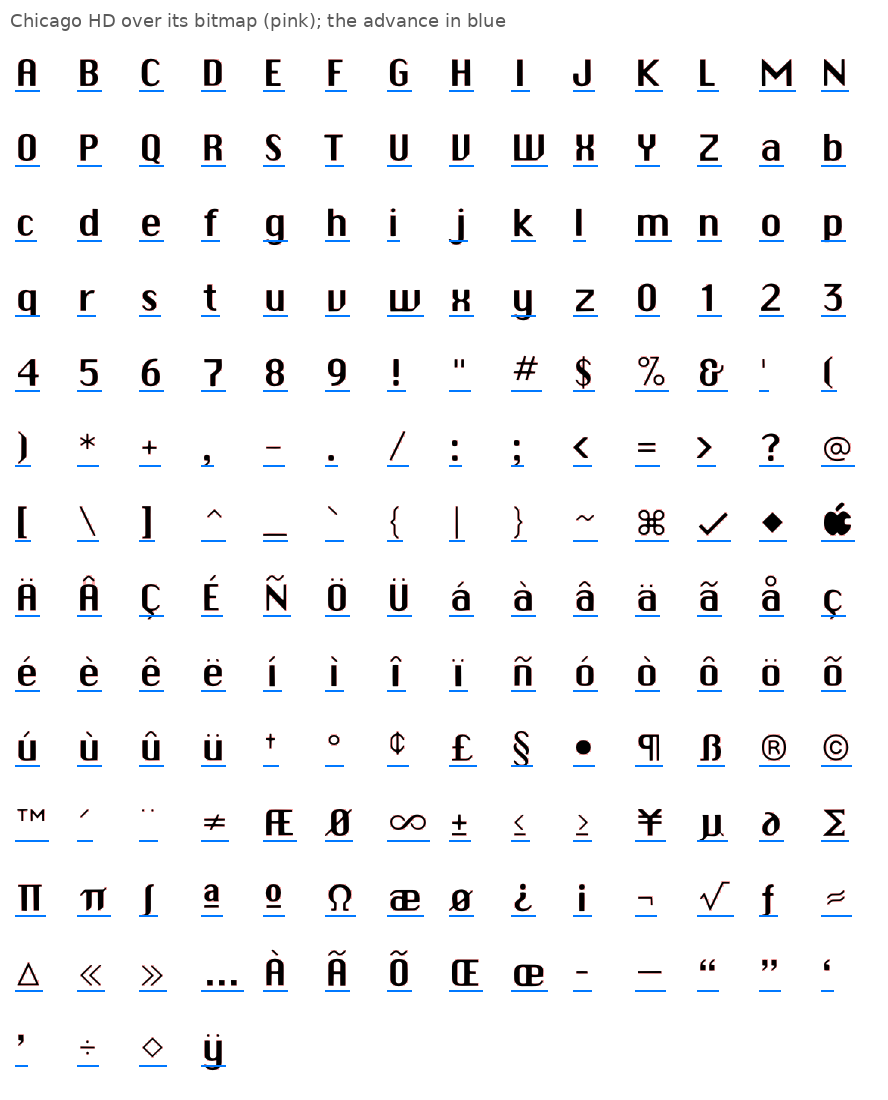 Chicago HD over its bitmap (pink); the advance in blue
A B C D E F G H I J K L M N
O P Q R S T U V W X Y Z a b
c d e f g h i j k l m n o p
q r s t u v w x y z 0 1 2 3
4 5 6 7 8 9 ! " # $ % & ' (
) * + , - . / : ; < = > ? @
[ \ ] ^ _ ` { | } ~ ⌘ ✓ ◆ 
Ä Â Ç É Ñ Ö Ü á à â ä ã å ç
é è ê ë í ì î ï ñ ó ò ô ö õ
ú ù û ü † ° ¢ £ § • ¶ ß ® ©
™ ´ ¨ ≠ Æ Ø ∞ ± ≤ ≥ ¥ µ ∂ Σ
Π π ∫ ª º Ω æ ø ¿ ¡ ¬ √ ƒ ≈
∆ « » … À Ã Õ Œ œ – — “ ” ‘
’ ÷ ◊ ÿ